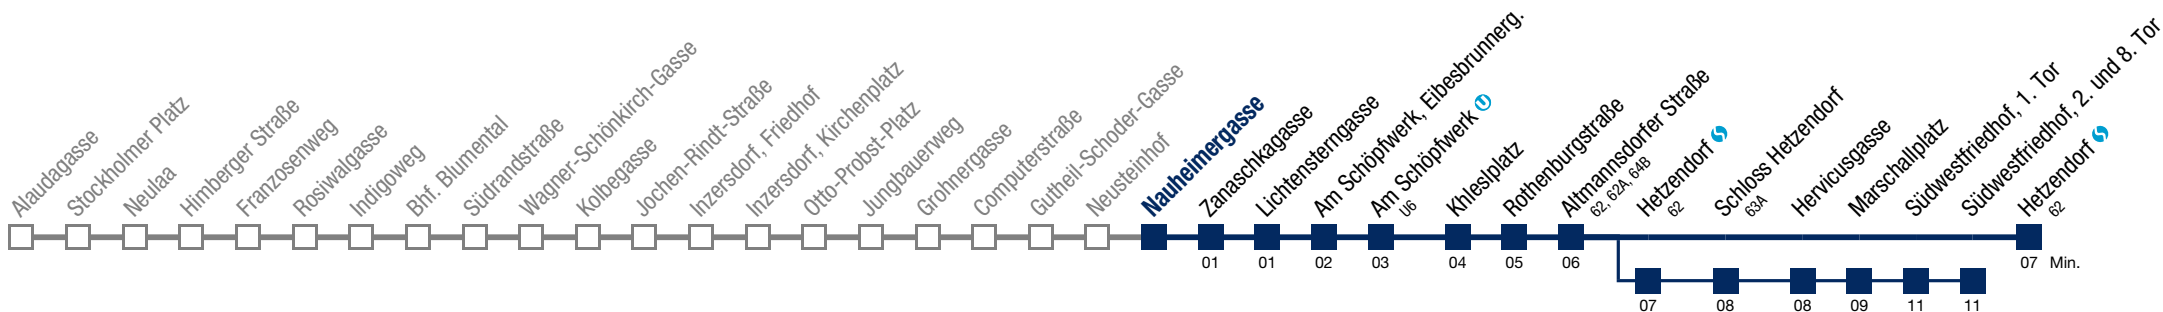 Alaudagasse
Stockholmer Platz
Neulaa
Himberger Straße
Franzosenweg
Rosiwalgasse
Indigoweg
Bhf. Blumental
Südrandstraße
Wagner-Schönkirch-Gasse
Kolbegasse
Jochen-Rindt-Straße
Inzersdorf, Friedhof
Inzersdorf, Kirchenplatz
Otto-Probst-Platz
Jungbauerweg
Grohnergasse
Computerstraße
Gutheil-Schoder-Gasse
Neusteinhof
Nauheimergasse
Zanaschkagasse
Lichtensterngasse
Am Schöpfwerk, Eibesbrunnerg.
Am Schöpfwerk U
U6
Khleslplatz
Rothenburgstraße
Altmannsdorfer Straße
62, 62A, 64B
Hetzendorf S
62
Schloss Hetzendorf
63A
Hervicusgasse
Marschallplatz
Südwestfriedhof, 1. Tor
Südwestfriedhof, 2. und 8. Tor
Hetzendorf S
62
01 01 02 03 04 05 06 07 Min.
07 08 08 09 11 11